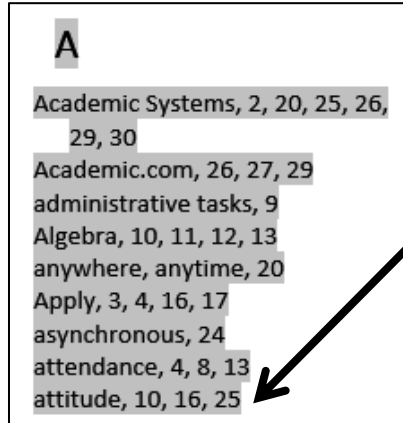 A
Academic Systems, 2, 20, 25, 26,
29, 30
Academic.com, 26, 27, 29
administrative tasks, 9
Algebra, 10, 11, 12, 13
anywhere, anytime, 20
Apply, 3, 4, 16, 17
asynchronous, 24
attendance, 4, 8, 13
attitude, 10, 16, 25